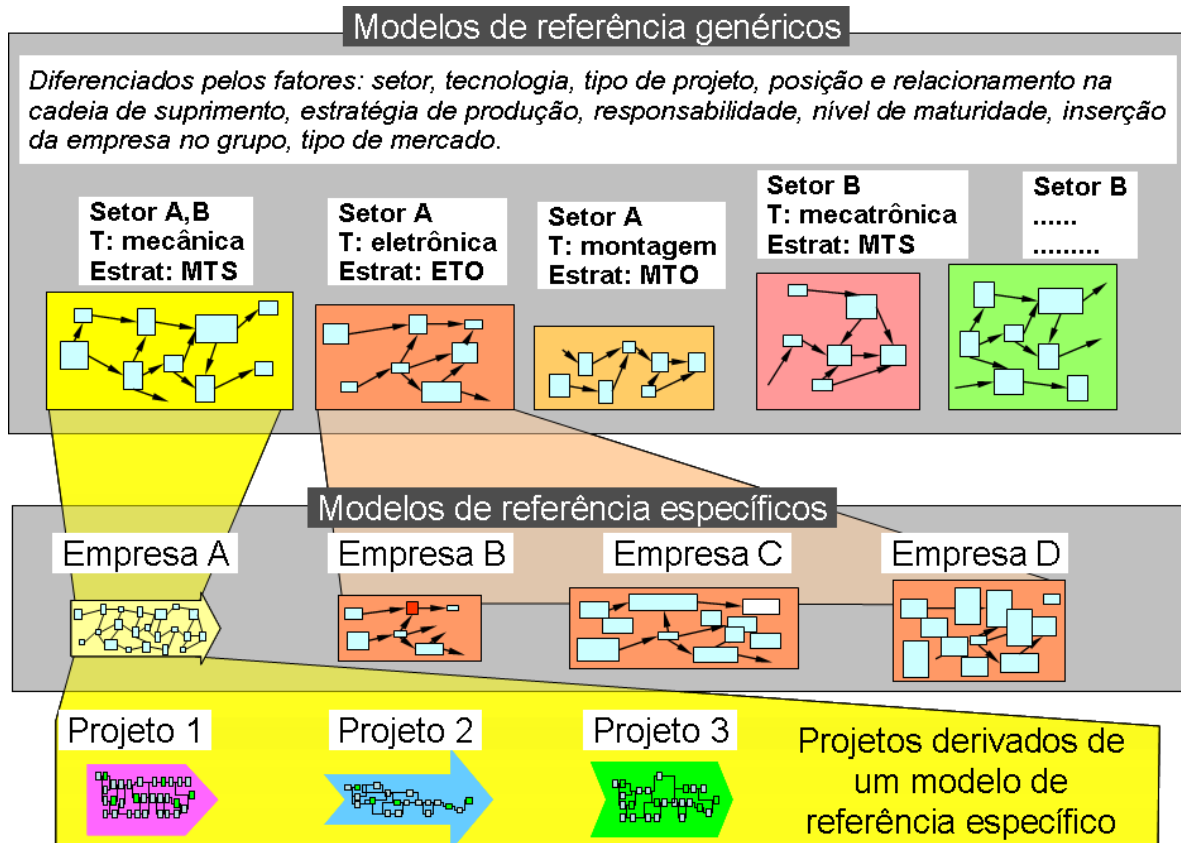 Modelos de referência genéricos
Diferenciados pelos fatores: setor, tecnologia, tipo de projeto, posição e relacionamento na
cadeia de suprimento, estratégia de produção, responsabilidade, nível de maturidade, inserção
da empresa no grupo, tipo de mercado.
Setor A,B
T: mecânica
Estrat: MTS
Setor A
T: eletrônica
Estrat: ETO
Setor A
T: montagem
Estrat: MTO
Setor B
T: mecatrônica
Estrat: MTS
Setor B
......
.........
Modelos de referência específicos
Empresa A
Empresa B
Empresa C
Empresa D
Projeto 1
Projeto 2
Projeto 3
Projetos derivados de
um modelo de
referência específico